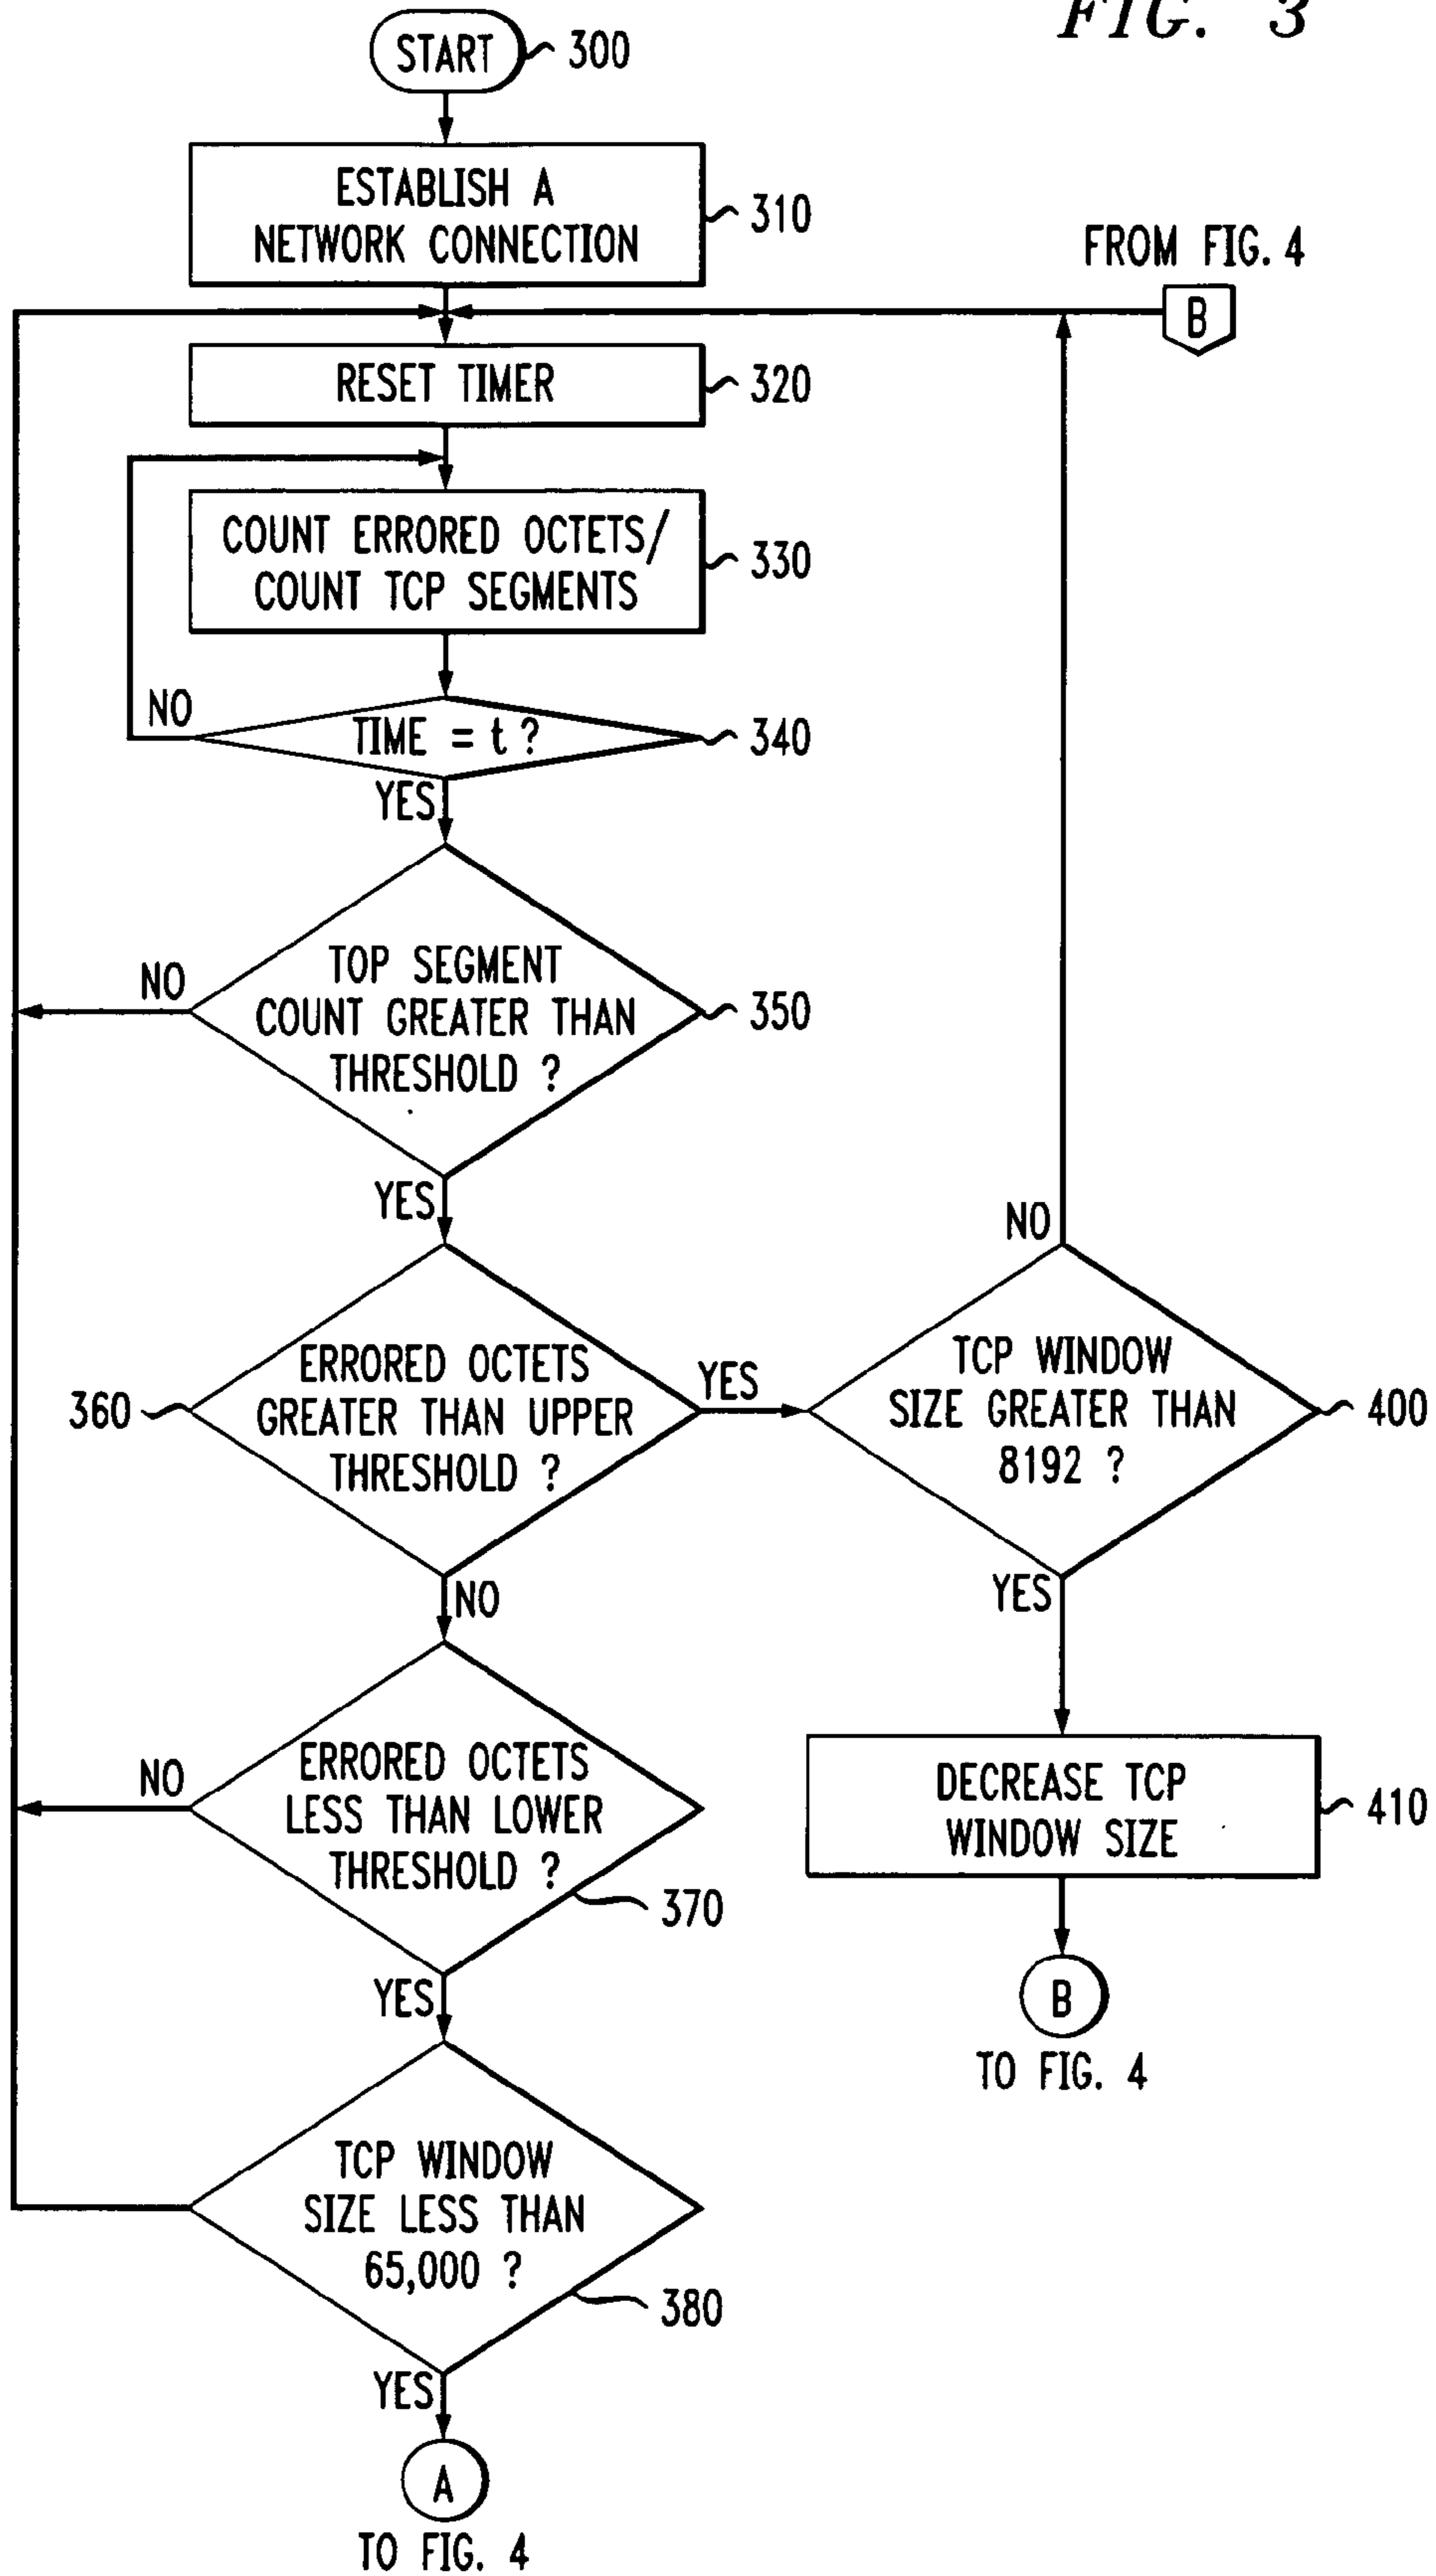 FIG. 3
START
300
ESTABLISH A
NETWORK CONNECTION
310
FROM FIG. 4
B
RESET TIMER
320
COUNT ERRORED OCTETS/
COUNT TCP SEGMENTS
330
NO
TIME = t ?
340
YES
TOP SEGMENT
COUNT GREATER THAN
THRESHOLD ?
NO
350
YES
ERRORED OCTETS
GREATER THAN UPPER
THRESHOLD ?
360
YES
NO
TCP WINDOW
SIZE GREATER THAN
8192 ?
400
NO
YES
ERRORED OCTETS
LESS THAN LOWER
THRESHOLD ?
NO
370
DECREASE TCP
WINDOW SIZE
410
YES
B
TO FIG. 4
TCP WINDOW
SIZE LESS THAN
65,000 ?
380
YES
A
TO FIG. 4